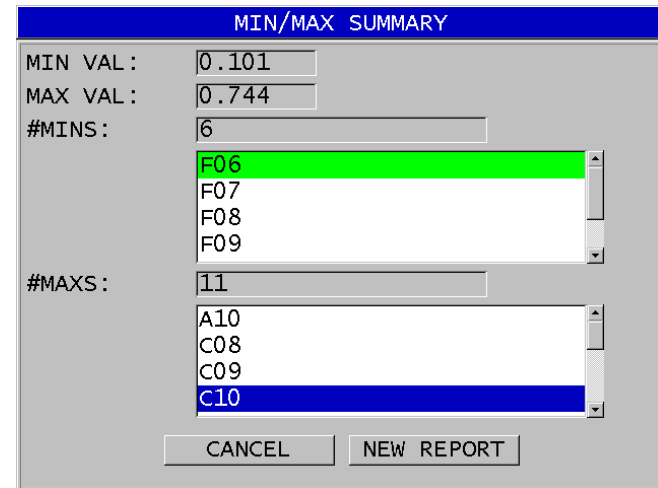 MIN/MAX SUMMARY
MIN VAL: 0.101
MAX VAL: 0.744
#MINS: 6
F06
F07
F08
F09
#MAXS: 11
A10
C08
C09
C10
CANCEL NEW REPORT